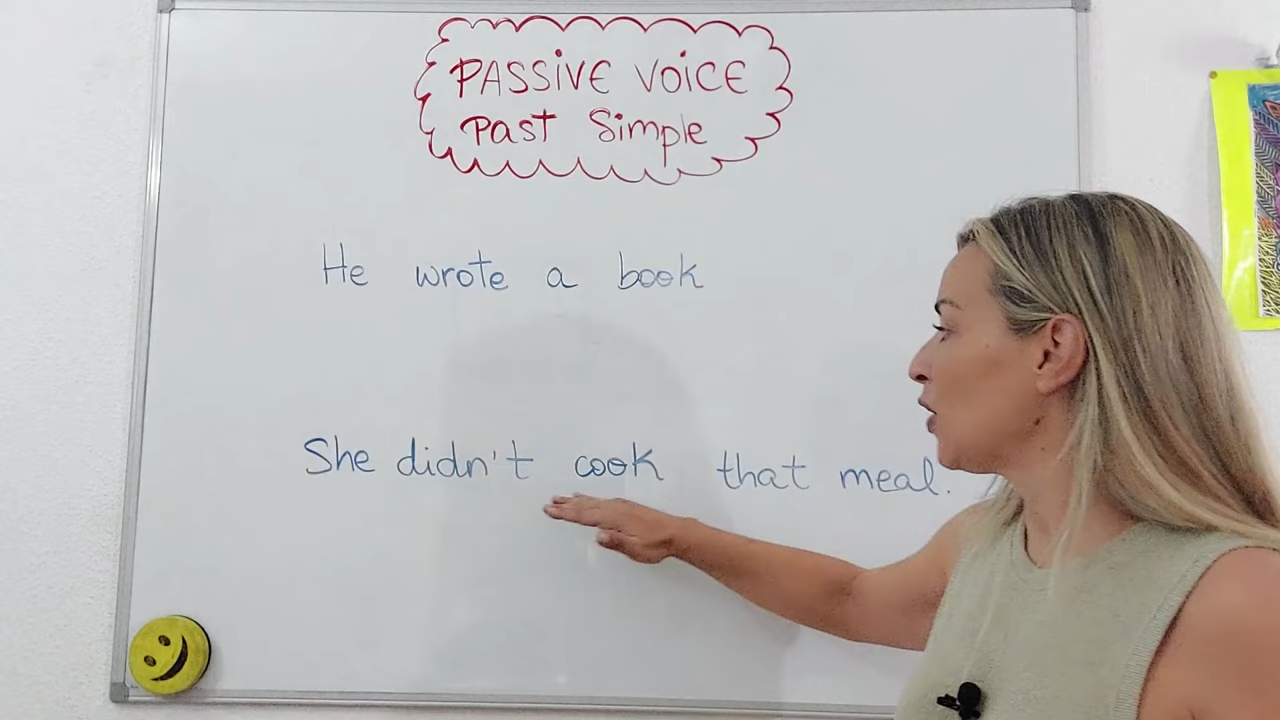 PASSIVE VOICE
Past Simple
He wrote a book
She didn't cook that meal.